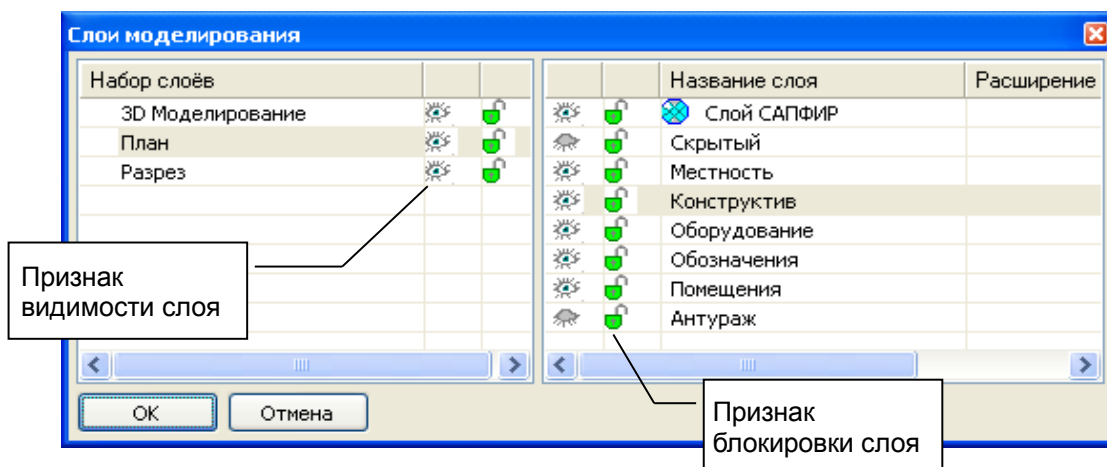 Слои моделирования
Набор слоёв
3D Моделирование
План
Разрез
Название слоя Расширение
Слой САПФИР
Скрытый
Местность
Конструктив
Оборудование
Обозначения
Помещения
Антураж
Признак
видимости слоя
OK Отмена
Признак
блокировки слоя